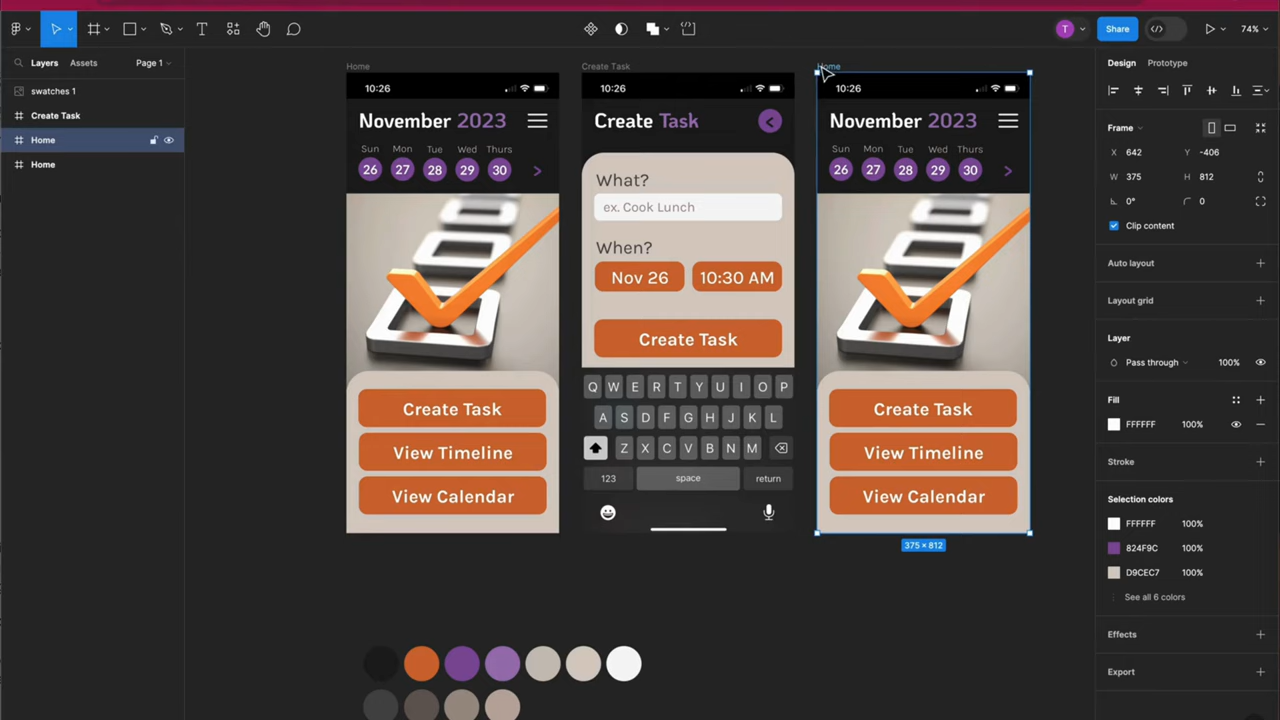 T
Share
74%
Layers
Assets
Page 1
swatches 1
Create Task
Home
Home
Home
10:26
November 2023
Sun Mon Tue Wed Thurs
26 27 28 29 30 >
Create Task
View Timeline
View Calendar
Create Task
10:26
Create Task
<
What?
ex. Cook Lunch
When?
Nov 26
10:30 AM
Create Task
Q W E R T Y U I O P
A S D F G H J K L
Z X C V B N M
123
space
return
Home
10:26
November 2023
Sun Mon Tue Wed Thurs
26 27 28 29 30 >
Create Task
View Timeline
View Calendar
375 × 812
Design
Prototype
Frame
X 642 Y -406
W 375 H 812
0° 0
Clip content
Auto layout
Layout grid
Layer
Pass through 100%
Fill
FFFFFF 100%
Stroke
Selection colors
FFFFFF 100%
824F9C 100%
D9CEC7 100%
See all 6 colors
Effects
Export